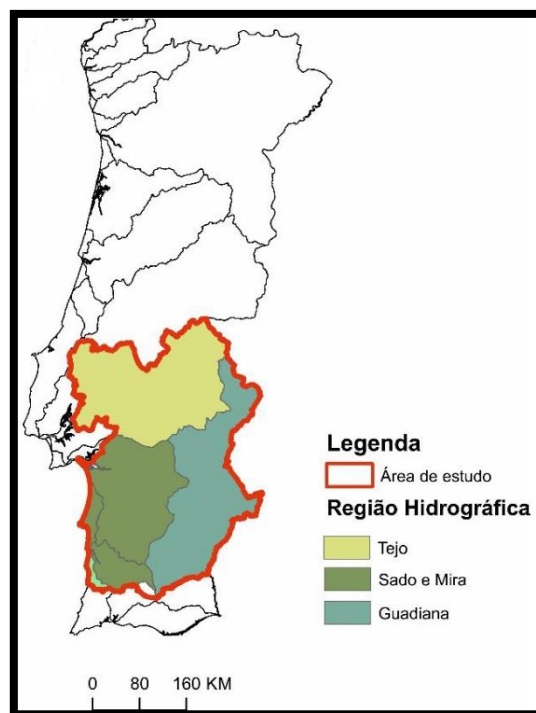 Legenda
Área de estudo
Região Hidrográfica
Tejo
Sado e Mira
Guadiana
0 80 160 KM